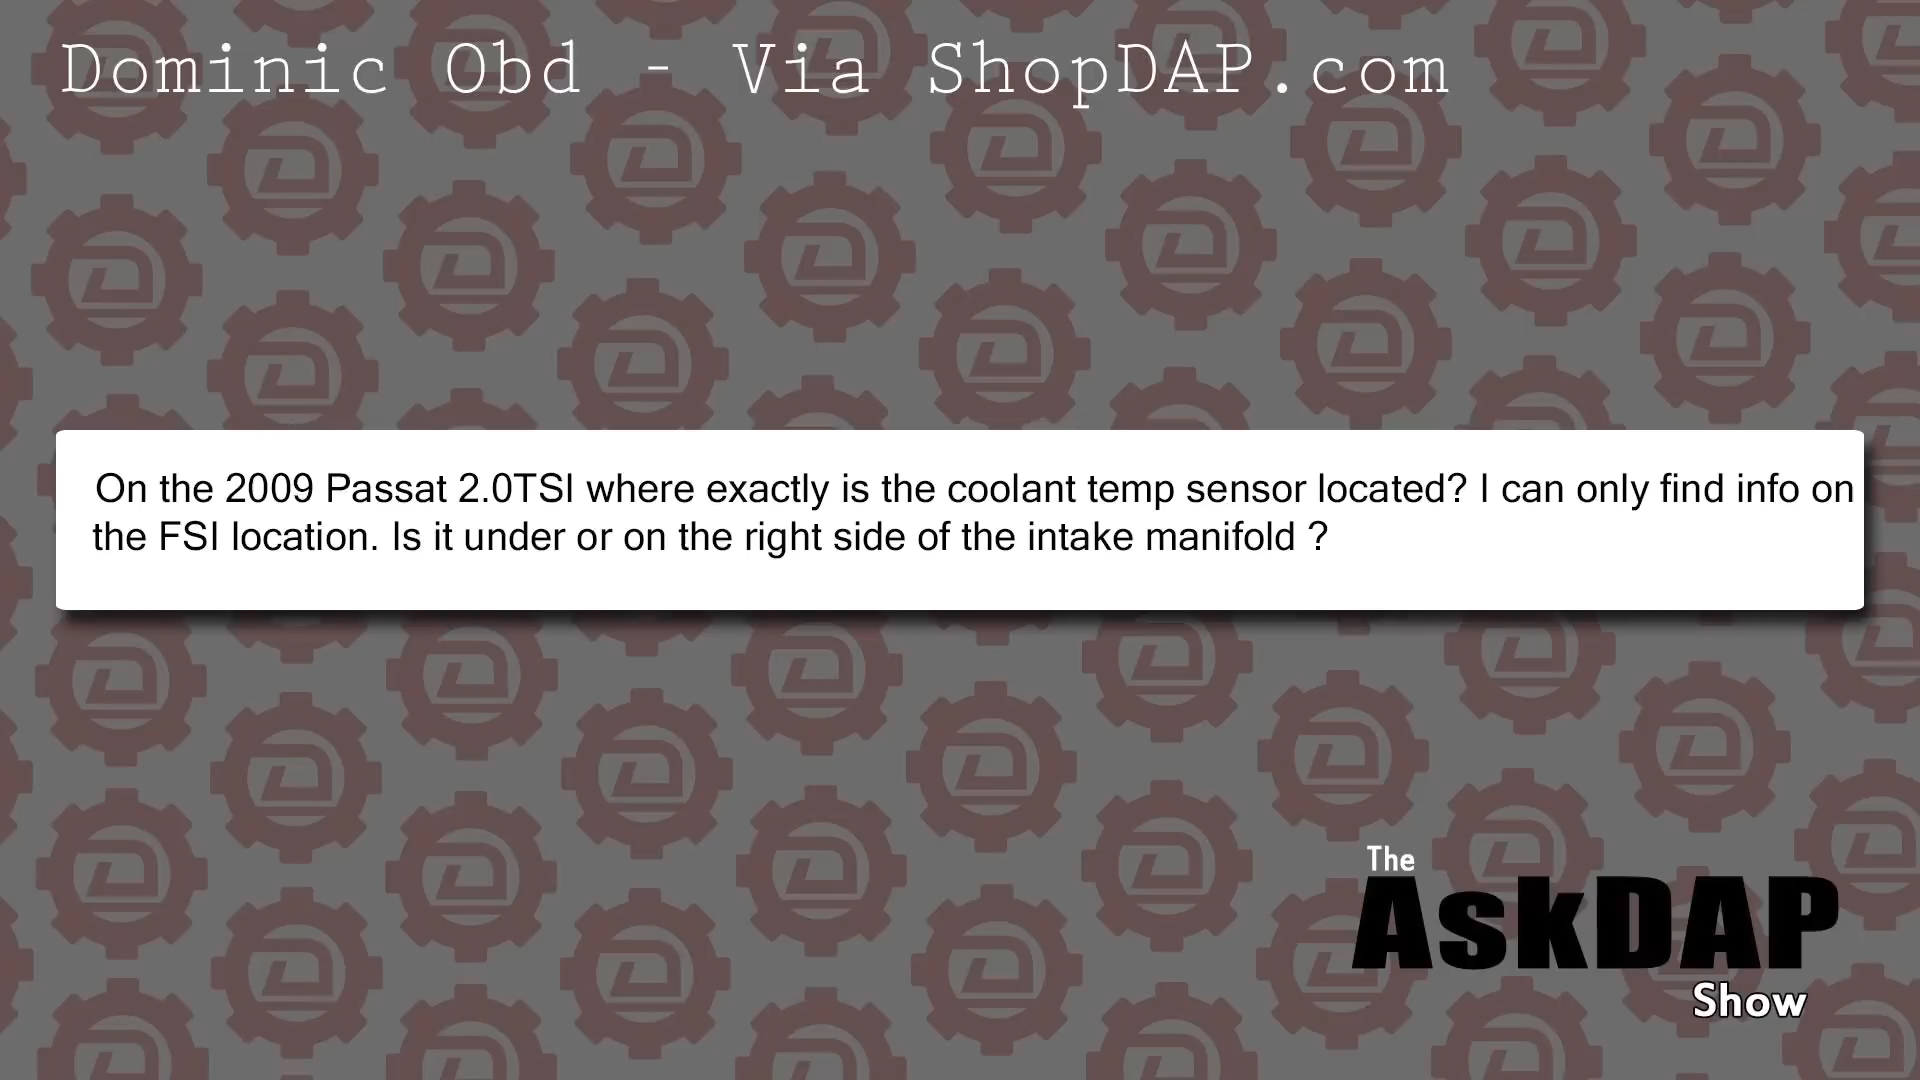 Dominic Obd - Via ShopDAP.com
On the 2009 Passat 2.0TSI where exactly is the coolant temp sensor located? I can only find info on
the FSI location. Is it under or on the right side of the intake manifold ?
The
AskDAP
Show